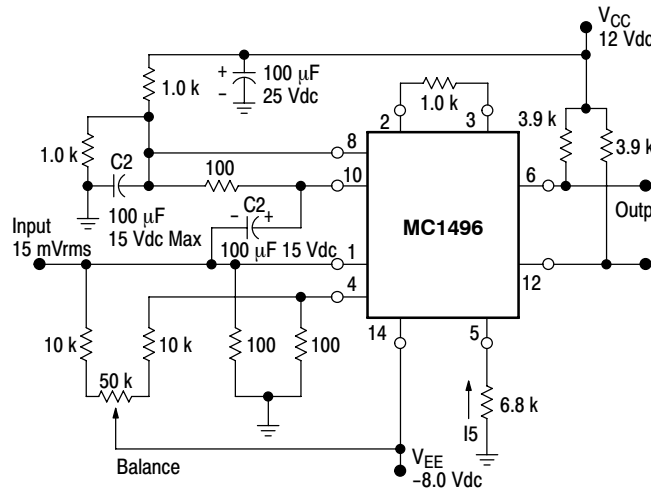 VCC
12 Vdc
+
–
100 µF
25 Vdc
1.0 k
1.0 k
2
3
3.9 k
3.9 k
1.0 k
8
C2
100
10
6
100 µF
15 Vdc Max
– C2 +
MC1496
Outp
Input
15 mVrms
100 µF 15 Vdc
1
12
4
14
5
10 k
10 k
100
100
50 k
I5
6.8 k
Balance
VEE
–8.0 Vdc